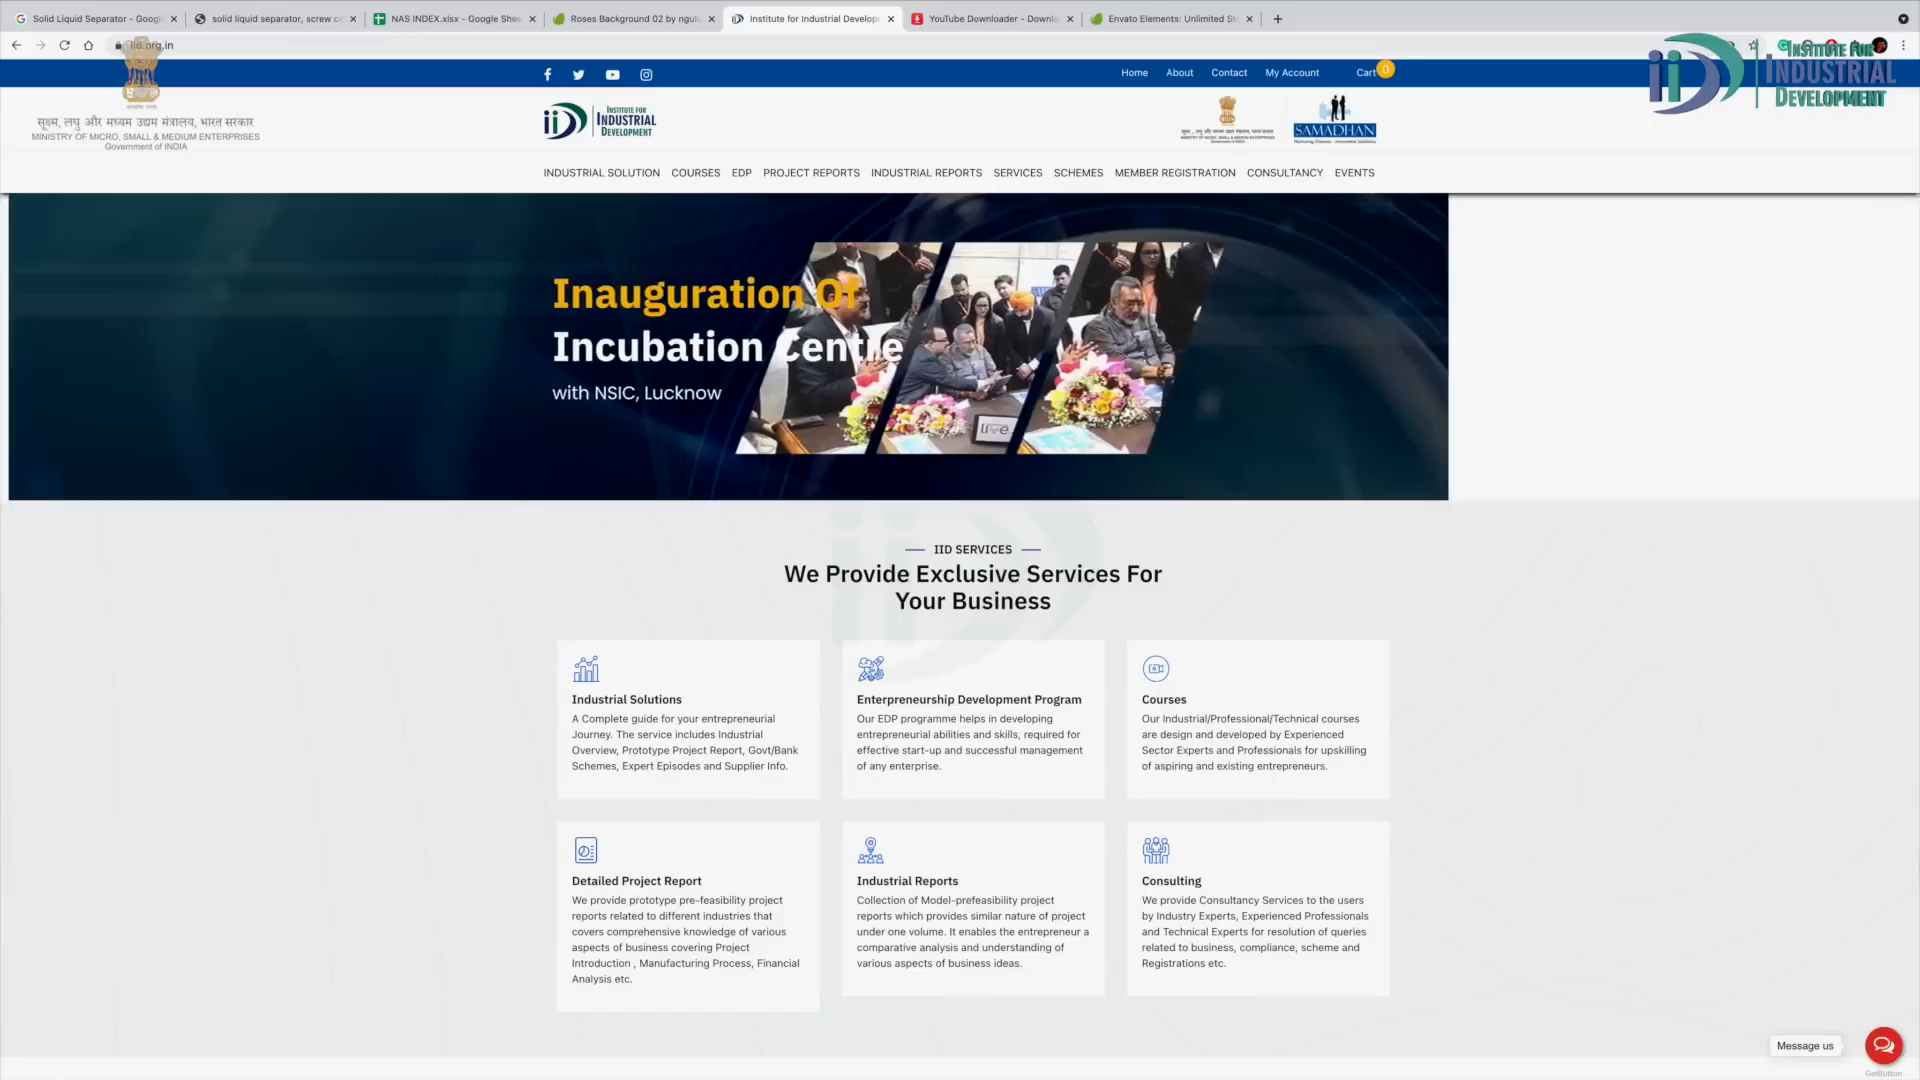 Solid Liquid Separator - Googl
solid liquid separator, screw co
NAS INDEX.xlsx - Google Shee
Roses Background 02 by ngulu
Institute for Industrial Develop
YouTube Downloader - Downlo
Envato Elements: Unlimited St
iid.org.in
Home About Contact My Account Cart 0
INSTITUTE FOR
INDUSTRIAL
DEVELOPMENT
सूक्ष्म, लघु और मध्यम उद्यम मंत्रालय, भारत सरकार
MINISTRY OF MICRO, SMALL & MEDIUM ENTERPRISES
Government of INDIA
iiD
INSTITUTE FOR
INDUSTRIAL
DEVELOPMENT
MINISTRY OF MICRO, SMALL & MEDIUM ENTERPRISES
SAMADHAN
INDUSTRIAL SOLUTION COURSES EDP PROJECT REPORTS INDUSTRIAL REPORTS SERVICES SCHEMES MEMBER REGISTRATION CONSULTANCY EVENTS
Inauguration Of
Incubation Centre
with NSIC, Lucknow
IID SERVICES
We Provide Exclusive Services For
Your Business
Industrial Solutions
A Complete guide for your entrepreneurial
Journey. The service includes Industrial
Overview, Prototype Project Report, Govt/Bank
Schemes, Expert Episodes and Supplier Info.
Enterpreneurship Development Program
Our EDP programme helps in developing
entrepreneurial abilities and skills, required for
effective start-up and successful management
of any enterprise.
Courses
Our Industrial/Professional/Technical courses
are design and developed by Experienced
Sector Experts and Professionals for upskilling
of aspiring and existing entrepreneurs.
Detailed Project Report
We provide prototype pre-feasibility project
reports related to different industries that
covers comprehensive knowledge of various
aspects of business covering Project
Introduction , Manufacturing Process, Financial
Analysis etc.
Industrial Reports
Collection of Model-prefeasibility project
reports which provides similar nature of project
under one volume. It enables the entrepreneur a
comparative analysis and understanding of
various aspects of business ideas.
Consulting
We provide Consultancy Services to the users
by Industry Experts, Experienced Professionals
and Technical Experts for resolution of queries
related to business, compliance, scheme and
Registrations etc.
Message us
GetButton